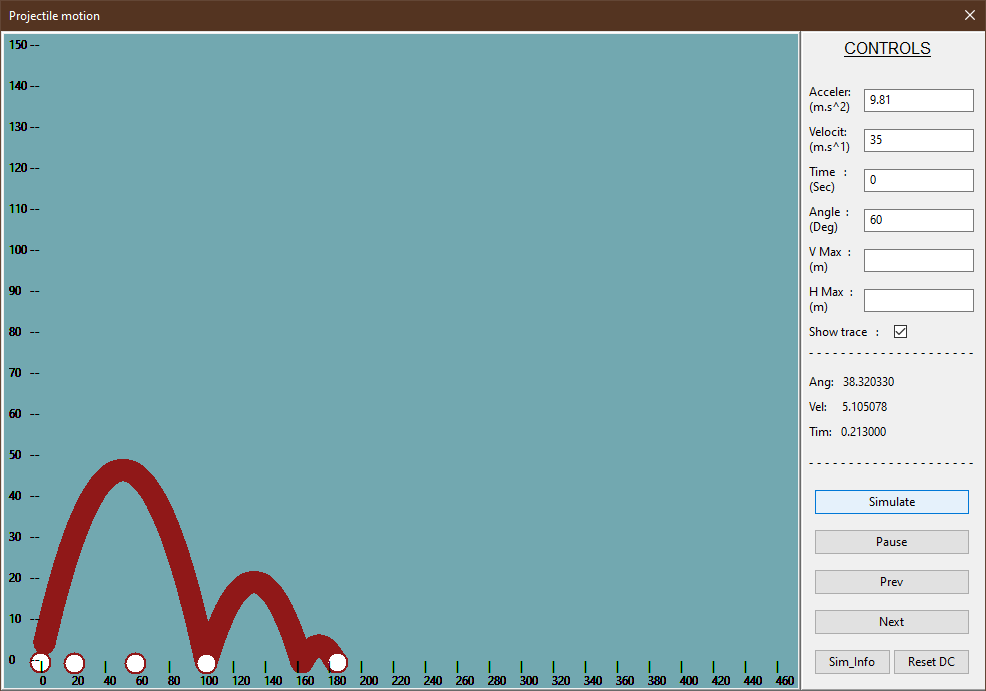 Projectile motion
150 --
140 --
130 --
120 --
110 --
100 --
90 --
80 --
70 --
60 --
50 --
40 --
30 --
20 --
10 --
0 --
0 20 40 60 80 100 120 140 160 180 200 220 240 260 280 300 320 340 360 380 400 420 440 460
CONTROLS
Acceler: 9.81
(m.s^2)
Velocit: 35
(m.s^1)
Time : 0
(Sec)
Angle : 60
(Deg)
V Max :
(m)
H Max :
(m)
Show trace :
- - - - - - - - - - - - - - - - - - - - -
Ang: 38.320330
Vel: 5.105078
Tim: 0.213000
- - - - - - - - - - - - - - - - - - - - -
Simulate
Pause
Prev
Next
Sim_Info Reset DC